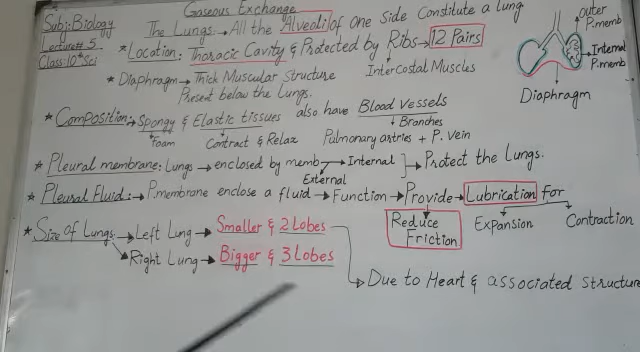 Gaseous Exchange
Subj: Biology
Lecture# 5
Class: 10th Sci
The Lungs: → All the Alveoli of one side Constitute a lung
* Location: Thoracic Cavity & Protected by Ribs → 12 Pairs
Intercostal Muscles
* Diaphragm → Thick Muscular Structure
Present below the Lungs.
outer
P.memb
Internal
P.memb
Diaphragm
* Composition: → Spongy & Elastic tissues also have Blood vessels
Foam
Contract & Relax
Branches
Pulmonary artries + P. Vein
* Pleural membrane: Lungs → enclosed by memb → Internal
External
→ Protect the Lungs.
* Pleural Fluid: → P.membrane enclose a fluid → Function → Provide → Lubrication for
Reduce
Friction
Expansion
Contraction
* Size of Lungs: → Left Lung → Smaller & 2 Lobes
Right Lung → Bigger & 3 Lobes
Due to Heart & associated structure